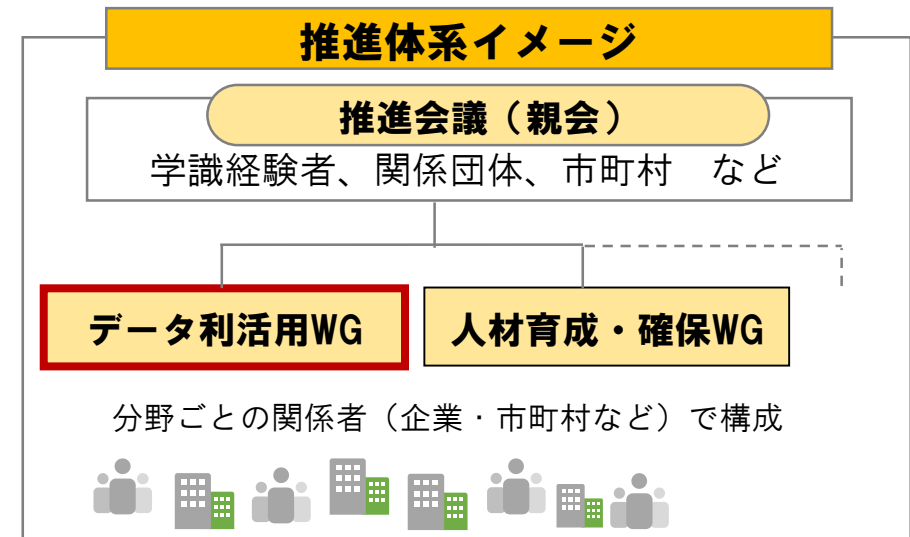 推進体系イメージ
推進会議（親会）
学識経験者、関係団体、市町村　など
データ利活用WG
人材育成・確保WG
分野ごとの関係者（企業・市町村など）で構成